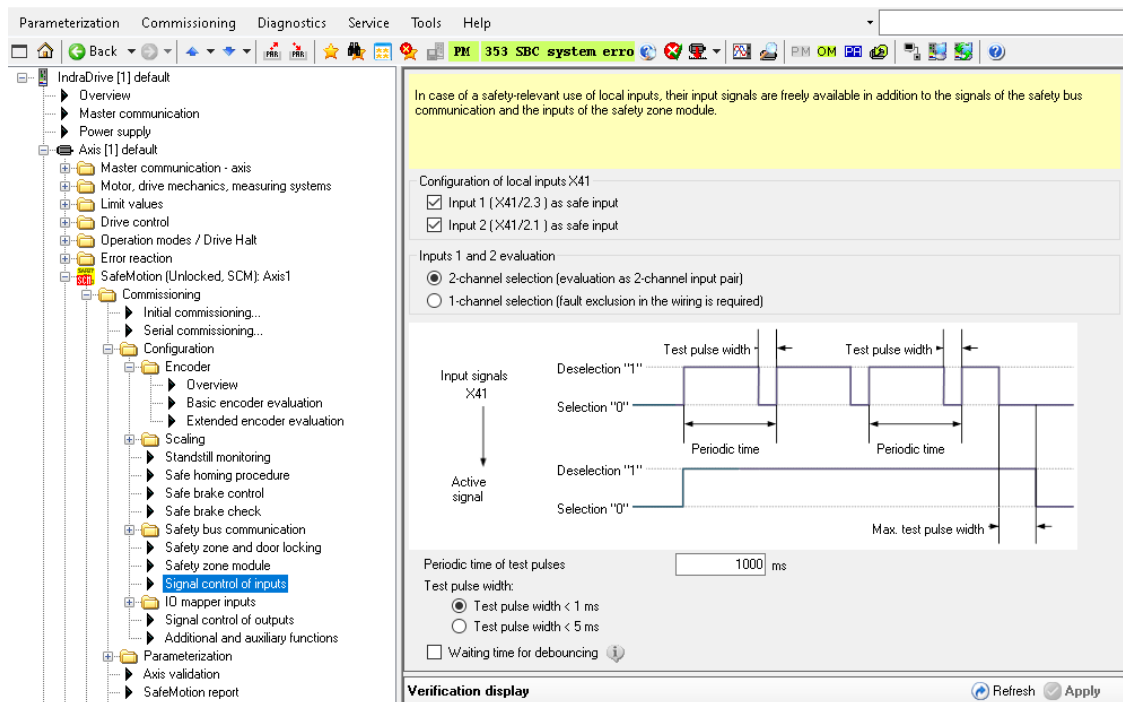 Parameterization Commissioning Diagnostics Service Tools Help
Back PM 353 SBC system erro PM OM
IndraDrive [1] default
Overview
Master communication
Power supply
Axis [1] default
Master communication - axis
Motor, drive mechanics, measuring systems
Limit values
Drive control
Operation modes / Drive Halt
Error reaction
SafeMotion (Unlocked, SCM): Axis1
Commissioning
Initial commissioning...
Serial commissioning...
Configuration
Encoder
Overview
Basic encoder evaluation
Extended encoder evaluation
Scaling
Standstill monitoring
Safe homing procedure
Safe brake control
Safe brake check
Safety bus communication
Safety zone and door locking
Safety zone module
Signal control of inputs
IO mapper inputs
Signal control of outputs
Additional and auxiliary functions
Parameterization
Axis validation
SafeMotion report
In case of a safety-relevant use of local inputs, their input signals are freely available in addition to the signals of the safety bus
communication and the inputs of the safety zone module.
Configuration of local inputs X41
Input 1 ( X41/2.3 ) as safe input
Input 2 ( X41/2.1 ) as safe input
Inputs 1 and 2 evaluation
2-channel selection (evaluation as 2-channel input pair)
1-channel selection (fault exclusion in the wiring is required)
Test pulse width Test pulse width
Input signals
X41
Deselection "1"
Selection "0"
Periodic time Periodic time
Active
signal
Deselection "1"
Selection "0"
Max. test pulse width
Periodic time of test pulses 1000 ms
Test pulse width:
Test pulse width < 1 ms
Test pulse width < 5 ms
Waiting time for debouncing
Verification display Refresh Apply